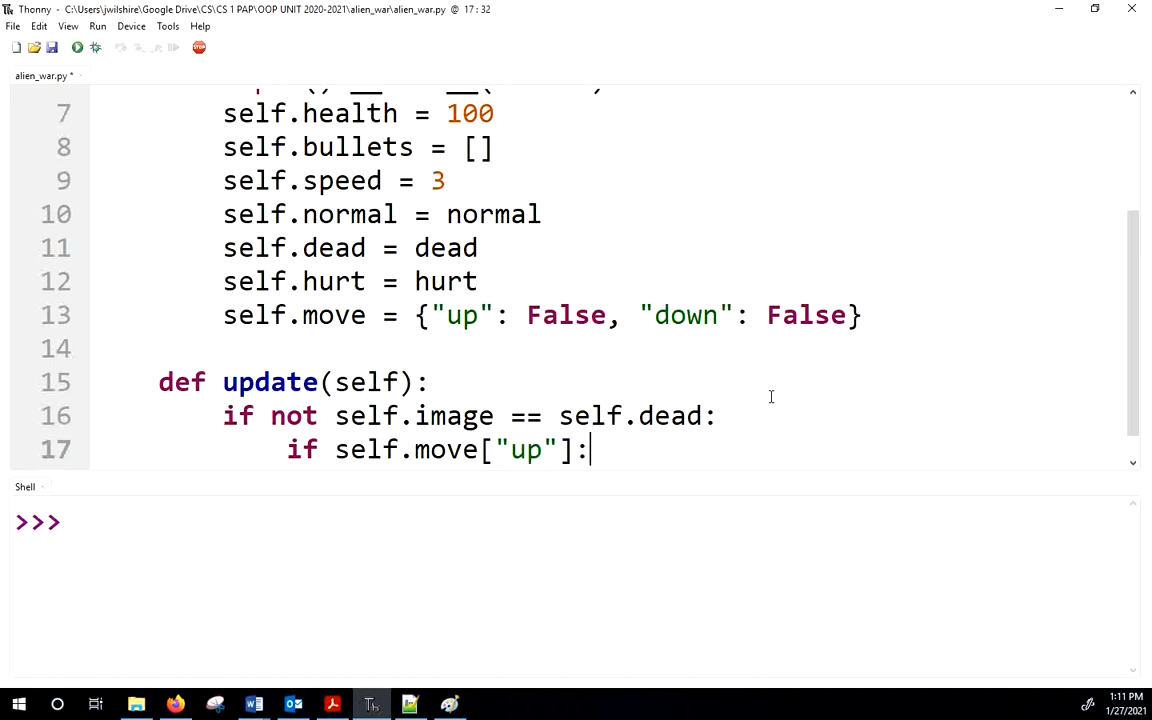 Thonny - C:\Users\jwilshire\Google Drive\CS\CS 1 PAP\OOP UNIT 2020-2021\alien_war\alien_war.py @ 17 : 32
File Edit View Run Device Tools Help
STOP
alien_war.py *
7 self.health = 100
8 self.bullets = []
9 self.speed = 3
10 self.normal = normal
11 self.dead = dead
12 self.hurt = hurt
13 self.move = {"up": False, "down": False}
14
15 def update(self):
16 if not self.image == self.dead:
17 if self.move["up"]:
Shell
>>>
1:11 PM
1/27/2021